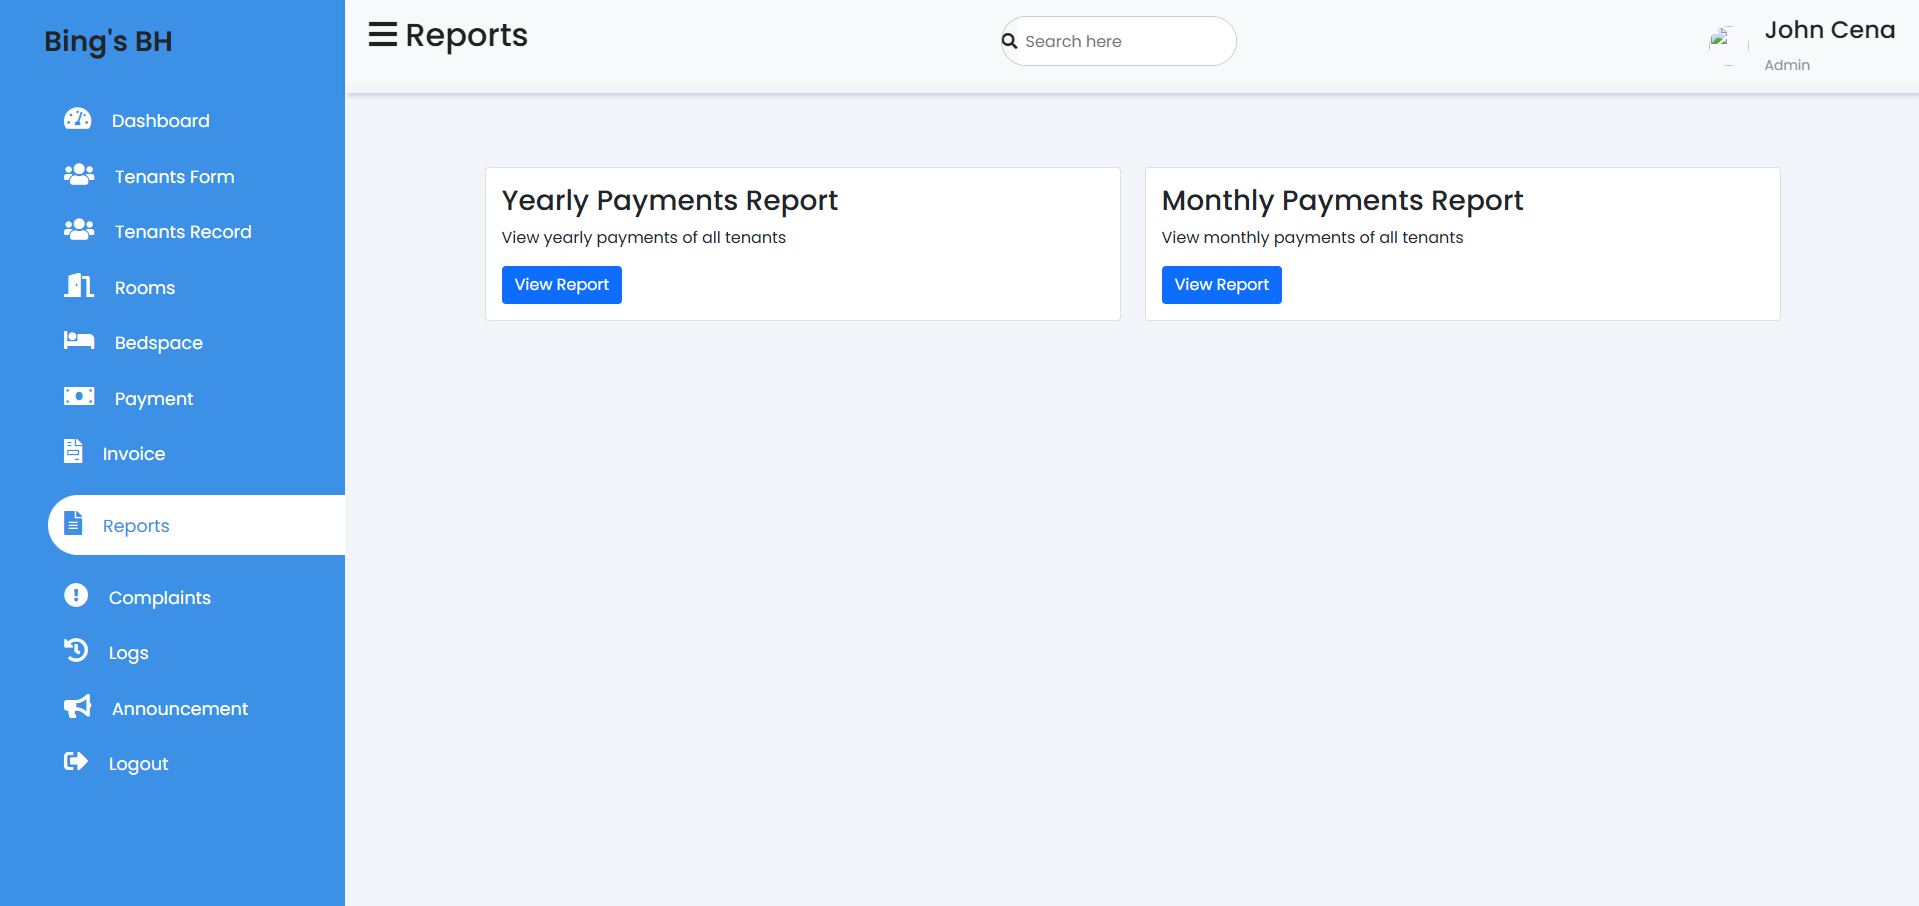 Bing's BH
Dashboard
Tenants Form
Tenants Record
Rooms
Bedspace
Payment
Invoice
Reports
Complaints
Logs
Announcement
Logout
Reports
Search here
John Cena
Admin
Yearly Payments Report
View yearly payments of all tenants
View Report
Monthly Payments Report
View monthly payments of all tenants
View Report